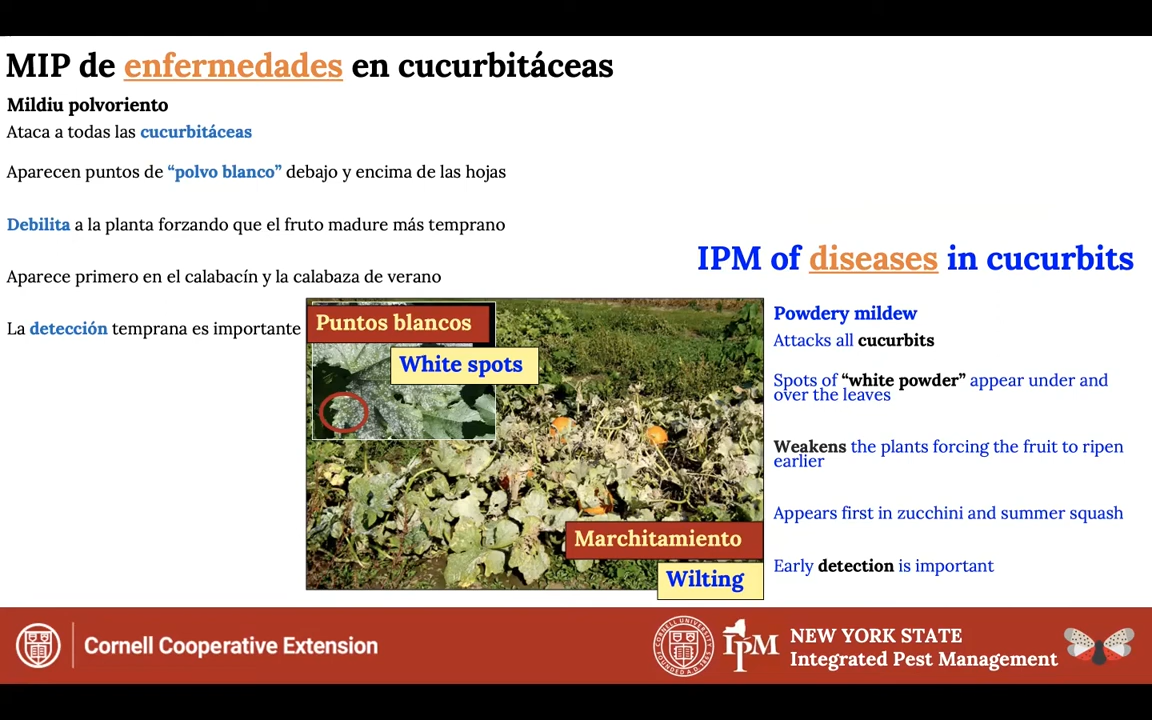 MIP de enfermedades en cucurbitáceas
Mildiu polvoriento
Ataca a todas las cucurbitáceas
Aparecen puntos de “polvo blanco” debajo y encima de las hojas
Debilita a la planta forzando que el fruto madure más temprano
Aparece primero en el calabacín y la calabaza de verano
La detección temprana es importante
Puntos blancos
White spots
Marchitamiento
Wilting
IPM of diseases in cucurbits
Powdery mildew
Attacks all cucurbits
Spots of “white powder” appear under and
over the leaves
Weakens the plants forcing the fruit to ripen
earlier
Appears first in zucchini and summer squash
Early detection is important
Cornell Cooperative Extension
CORNELL UNIVERSITY
FOUNDED A.D. 1865
IPM
NEW YORK STATE
Integrated Pest Management